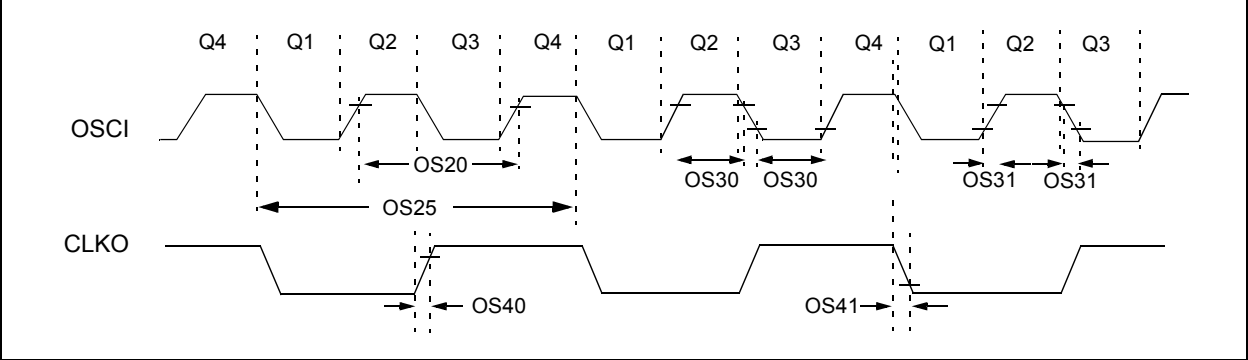 Q4 Q1 Q2 Q3 Q4 Q1 Q2 Q3 Q4 Q1 Q2 Q3
OSCI
OS20
OS30 OS30
OS31 OS31
OS25
CLKO
OS40
OS41